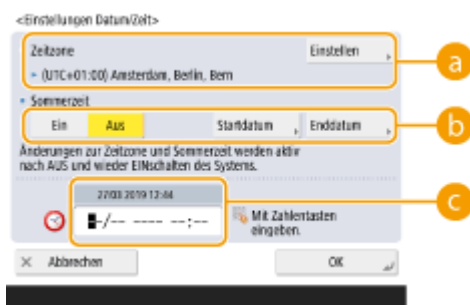 <Einstellungen Datum/Zeit>
Zeitzone
Einstellen
(UTC+01:00) Amsterdam, Berlin, Bern
Sommerzeit
Ein Aus Startdatum Enddatum
Änderungen zur Zeitzone und Sommerzeit werden aktiv
nach AUS und wieder EINschalten des Systems.
27/03 2019 12:44
-/-- ---- --:--
Mit Zahlentasten
eingeben.
Abbrechen
OK
a
b
c